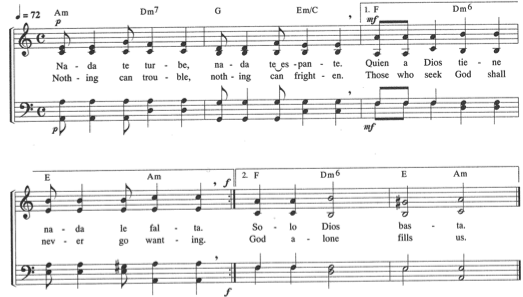 ♩ = 72 Am Dm7 G Em/C , 1. F Dm6
p mf
Na - da te tur - be, na - da te‿es - pan - te. Quien a Dios tie - ne
Noth - ing can trou - ble, noth - ing can fright - en. Those who seek God shall
p mf
E Am , f 2. F Dm6 E Am
na - da le fal - ta. So - lo Dios bas - ta.
nev - er go want - ing. God a - lone fills us.
f